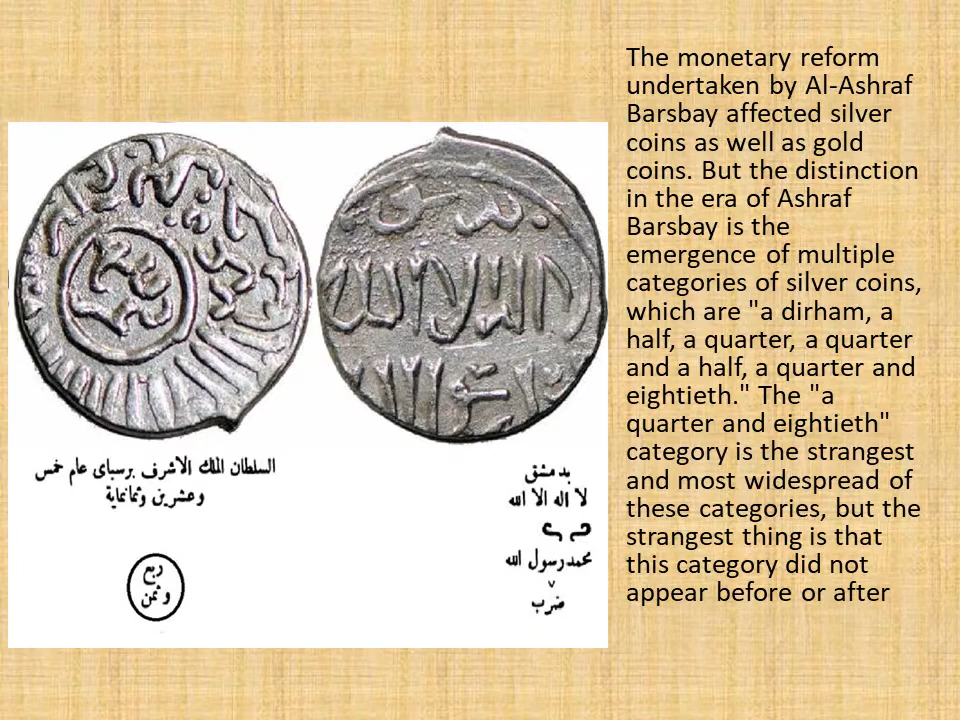 The monetary reform
undertaken by Al-Ashraf
Barsbay affected silver
coins as well as gold
coins. But the distinction
in the era of Ashraf
Barsbay is the
emergence of multiple
categories of silver coins,
which are "a dirham, a
half, a quarter, a quarter
and a half, a quarter and
eightieth." The "a
quarter and eightieth"
category is the strangest
and most widespread of
these categories, but the
strangest thing is that
this category did not
appear before or after
السلطان الملك الاشرف برسباى عام خمس
وعشرين وثمانماية
ربع
وثمن
بدمشق
لا اله الا الله
محمد رسول الله
ضرب